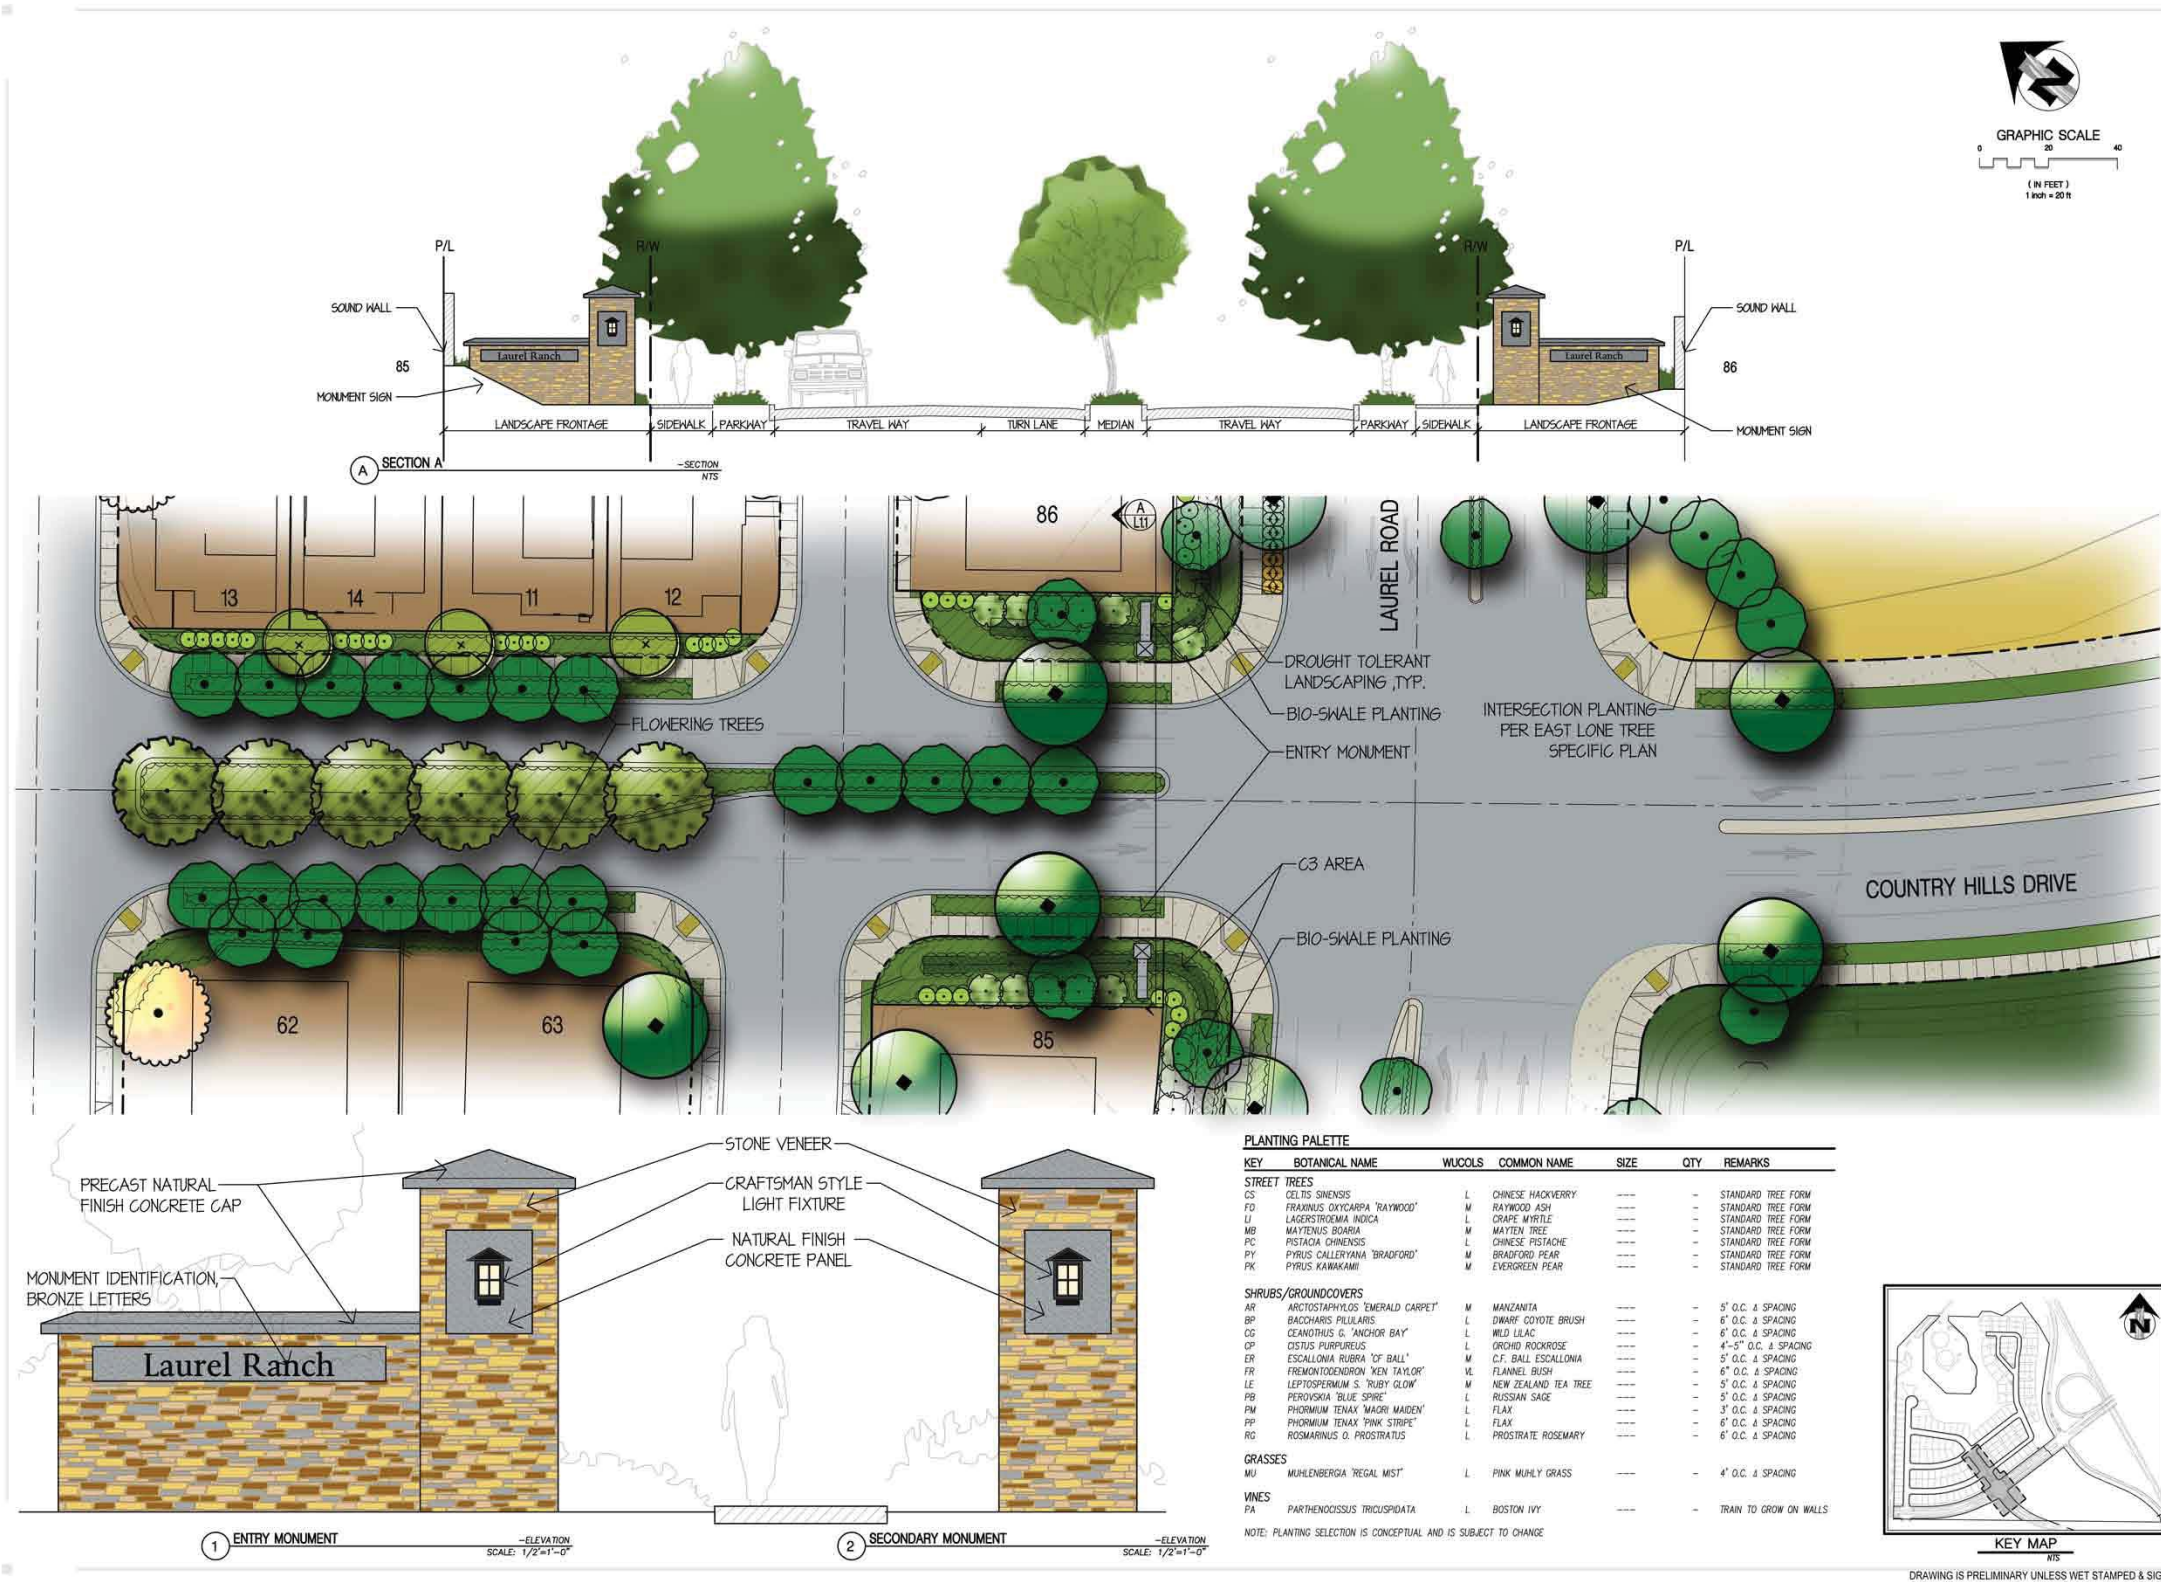 GRAPHIC SCALE
0 20 40
( IN FEET )
1 inch = 20 ft
P/L
R/W
R/W
P/L
SOUND WALL
85
MONUMENT SIGN
Laurel Ranch
Laurel Ranch
SOUND WALL
86
MONUMENT SIGN
LANDSCAPE FRONTAGE SIDEWALK PARKWAY TRAVEL WAY TURN LANE MEDIAN TRAVEL WAY PARKWAY SIDEWALK LANDSCAPE FRONTAGE
A SECTION A
-SECTION
NTS
13 14 11 12
86
A
L11
LAUREL ROAD
DROUGHT TOLERANT
LANDSCAPING ,TYP.
BIO-SWALE PLANTING
ENTRY MONUMENT
FLOWERING TREES
INTERSECTION PLANTING
PER EAST LONE TREE
SPECIFIC PLAN
C3 AREA
BIO-SWALE PLANTING
COUNTRY HILLS DRIVE
62 63 85
PRECAST NATURAL
FINISH CONCRETE CAP
MONUMENT IDENTIFICATION,
BRONZE LETTERS
STONE VENEER
CRAFTSMAN STYLE
LIGHT FIXTURE
NATURAL FINISH
CONCRETE PANEL
Laurel Ranch
1 ENTRY MONUMENT
-ELEVATION
SCALE: 1/2"=1'-0"
2 SECONDARY MONUMENT
-ELEVATION
SCALE: 1/2"=1'-0"
PLANTING PALETTE
KEY BOTANICAL NAME WUCOLS COMMON NAME SIZE QTY REMARKS
STREET TREES
CS CELTIS SINENSIS L CHINESE HACKVERRY --- - STANDARD TREE FORM
FO FRAXINUS OXYCARPA 'RAYWOOD' M RAYWOOD ASH --- - STANDARD TREE FORM
LI LAGERSTROEMIA INDICA L CRAPE MYRTLE --- - STANDARD TREE FORM
MB MAYTENUS BOARIA M MAYTEN TREE --- - STANDARD TREE FORM
PC PISTACIA CHINENSIS L CHINESE PISTACHE --- - STANDARD TREE FORM
PY PYRUS CALLERYANA 'BRADFORD' M BRADFORD PEAR --- - STANDARD TREE FORM
PK PYRUS KAWAKAMII M EVERGREEN PEAR --- - STANDARD TREE FORM
SHRUBS/GROUNDCOVERS
AR ARCTOSTAPHYLOS 'EMERALD CARPET' M MANZANITA --- - 5' O.C. Δ SPACING
BP BACCHARIS PILULARIS L DWARF COYOTE BRUSH --- - 6' O.C. Δ SPACING
CG CEANOTHUS G. 'ANCHOR BAY' L WILD LILAC --- - 6' O.C. Δ SPACING
CP CISTUS PURPUREUS L ORCHID ROCKROSE --- - 4'-5" O.C. Δ SPACING
ER ESCALLONIA RUBRA 'CF BALL' M C.F. BALL ESCALLONIA --- - 5' O.C. Δ SPACING
FR FREMONTODENDRON 'KEN TAYLOR' VL FLANNEL BUSH --- - 6" O.C. Δ SPACING
LE LEPTOSPERMUM S. 'RUBY GLOW' M NEW ZEALAND TEA TREE --- - 5' O.C. Δ SPACING
PB PEROVSKIA 'BLUE SPIRE' L RUSSIAN SAGE --- - 5' O.C. Δ SPACING
PM PHORMIUM TENAX 'MAORI MAIDEN' L FLAX --- - 3' O.C. Δ SPACING
PP PHORMIUM TENAX 'PINK STRIPE' L FLAX --- - 6' O.C. Δ SPACING
RG ROSMARINUS O. PROSTRATUS L PROSTRATE ROSEMARY --- - 6' O.C. Δ SPACING
GRASSES
MU MUHLENBERGIA 'REGAL MIST' L PINK MUHLY GRASS --- - 4' O.C. Δ SPACING
VINES
PA PARTHENOCISSUS TRICUSPIDATA L BOSTON IVY --- - TRAIN TO GROW ON WALLS
NOTE: PLANTING SELECTION IS CONCEPTUAL AND IS SUBJECT TO CHANGE
N
KEY MAP
NTS
DRAWING IS PRELIMINARY UNLESS WET STAMPED & SIG